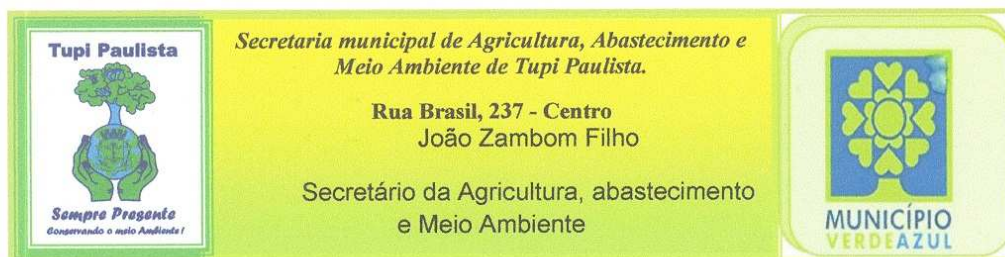 Tupi Paulista
Sempre Presente
Conservando o meio Ambiente!
Secretaria municipal de Agricultura, Abastecimento e
Meio Ambiente de Tupi Paulista.
Rua Brasil, 237 - Centro
João Zambom Filho
Secretário da Agricultura, abastecimento
e Meio Ambiente
MUNICÍPIO
VERDEAZUL